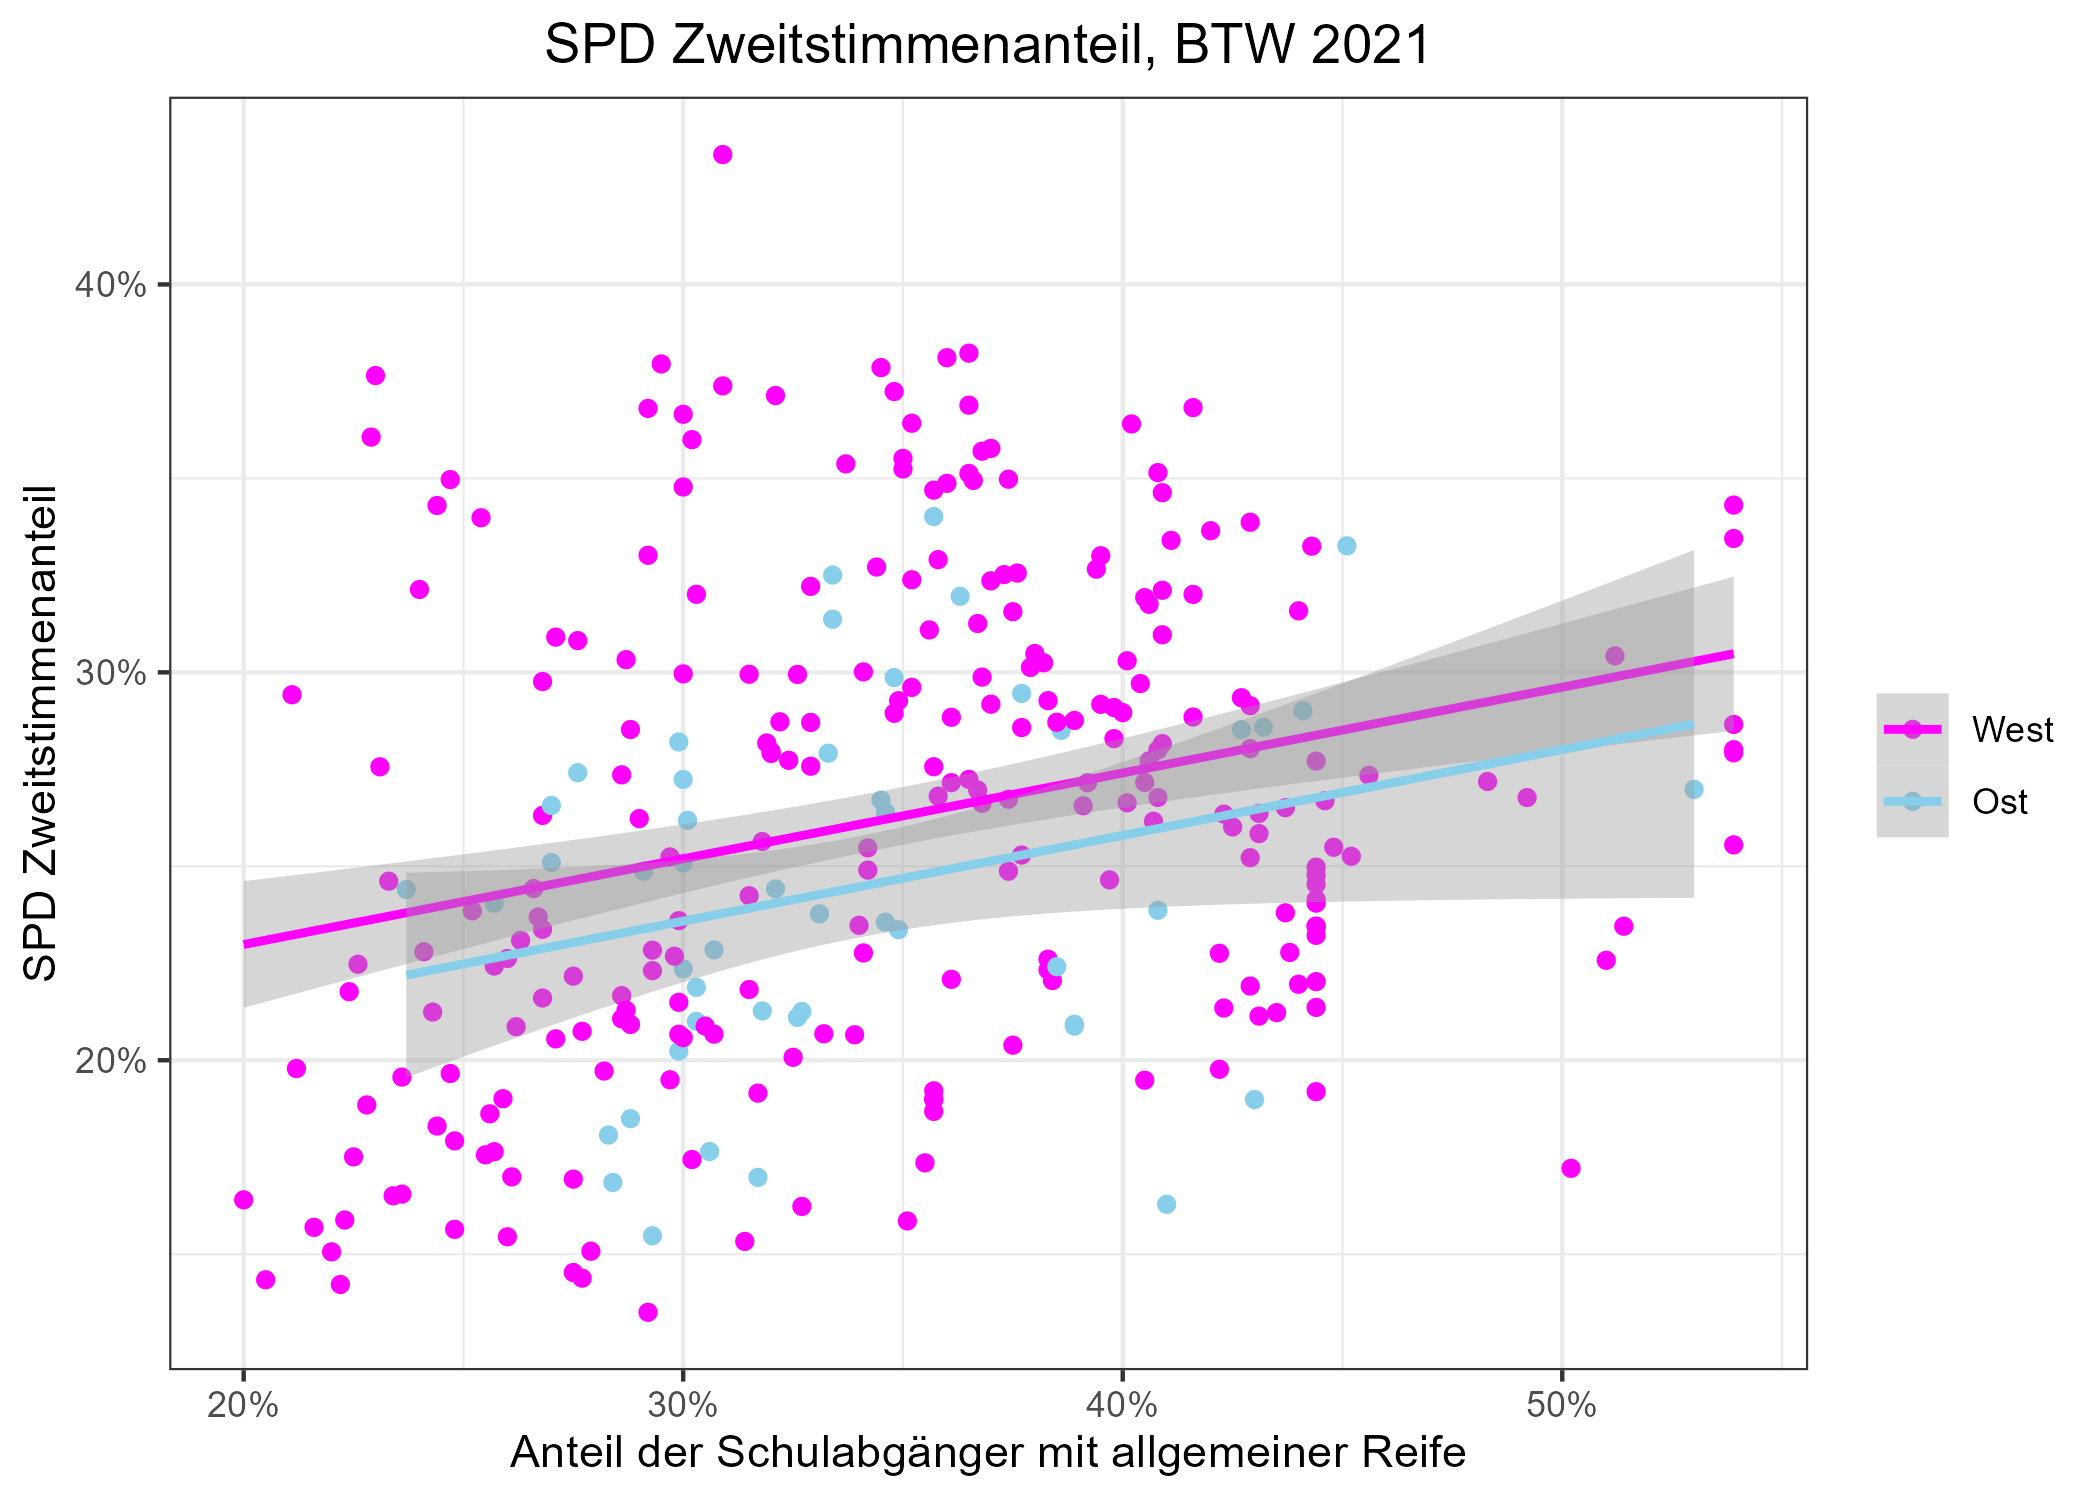 SPD Zweitstimmenanteil, BTW 2021
SPD Zweitstimmenanteil
40%
30%
20%
20%
30%
40%
50%
Anteil der Schulabgänger mit allgemeiner Reife
West
Ost